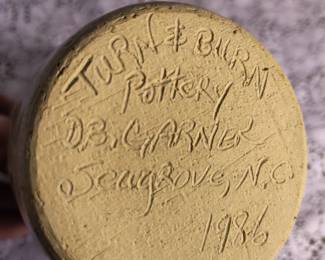 TURN & BURN
Pottery
D.B. GARNER
Seagrove, N.C.
1986